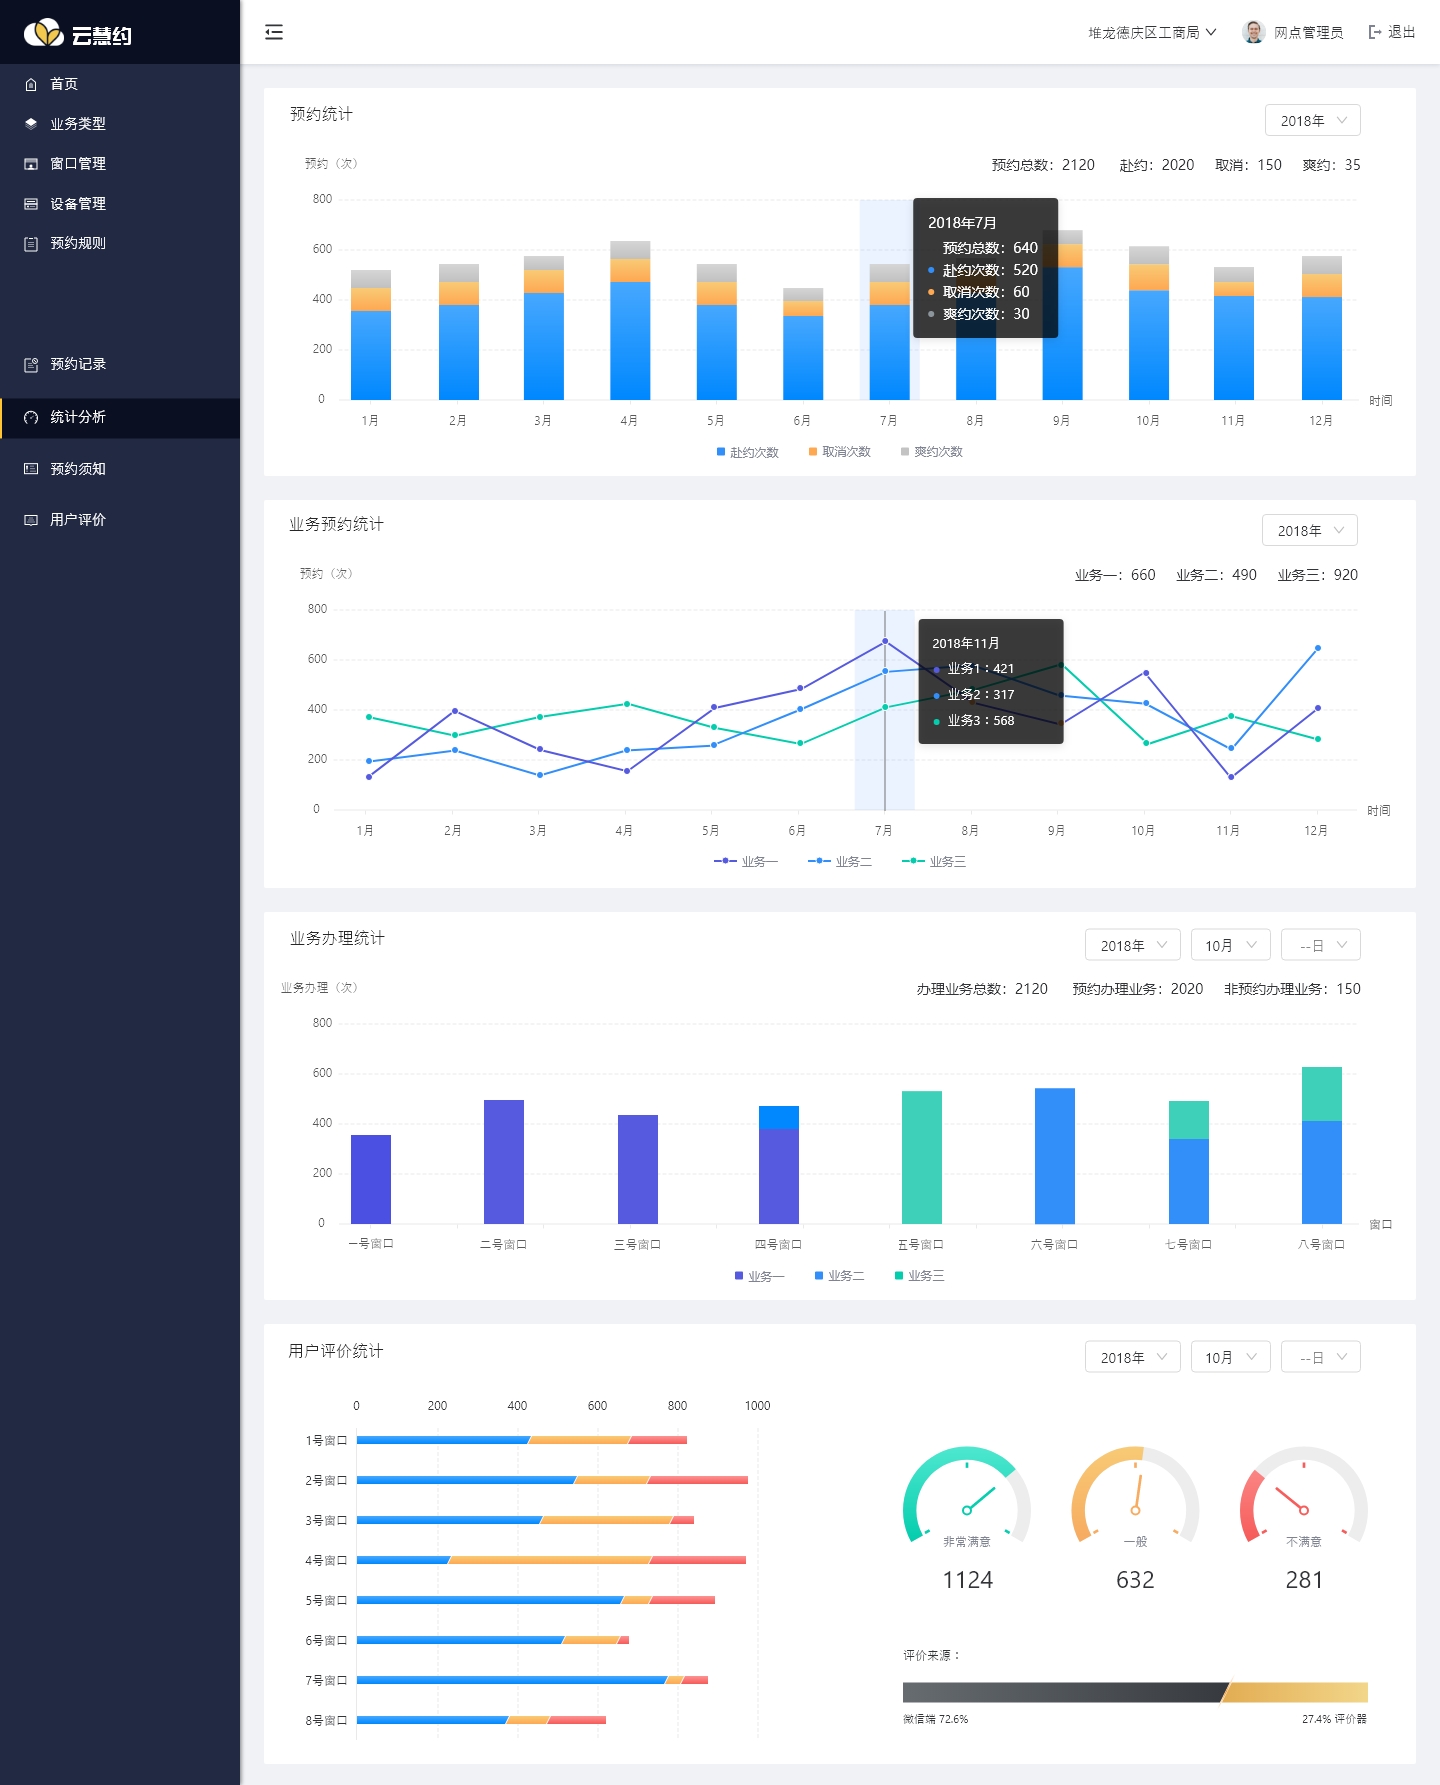 云慧约
堆龙德庆区工商局
网点管理员
退出
首页
业务类型
窗口管理
设备管理
预约规则
预约记录
统计分析
预约须知
用户评价
预约统计
2018年
预约（次）
预约总数：2120 赴约：2020 取消：150 爽约：35
800
600
400
200
0
2018年7月
预约总数：640
赴约次数：520
取消次数：60
爽约次数：30
1月 2月 3月 4月 5月 6月 7月 8月 9月 10月 11月 12月
时间
赴约次数 取消次数 爽约次数
业务预约统计
2018年
预约（次）
业务一：660 业务二：490 业务三：920
800
600
400
200
0
2018年11月
业务1：421
业务2：317
业务3：568
1月 2月 3月 4月 5月 6月 7月 8月 9月 10月 11月 12月
时间
业务一 业务二 业务三
业务办理统计
2018年 10月 --日
业务办理（次）
办理业务总数：2120 预约办理业务：2020 非预约办理业务：150
800
600
400
200
0
一号窗口 二号窗口 三号窗口 四号窗口 五号窗口 六号窗口 七号窗口 八号窗口
窗口
业务一 业务二 业务三
用户评价统计
2018年 10月 --日
0 200 400 600 800 1000
1号窗口
2号窗口
3号窗口
4号窗口
5号窗口
6号窗口
7号窗口
8号窗口
非常满意 一般 不满意
1124 632 281
评价来源：
微信端 72.6%
27.4% 评价器